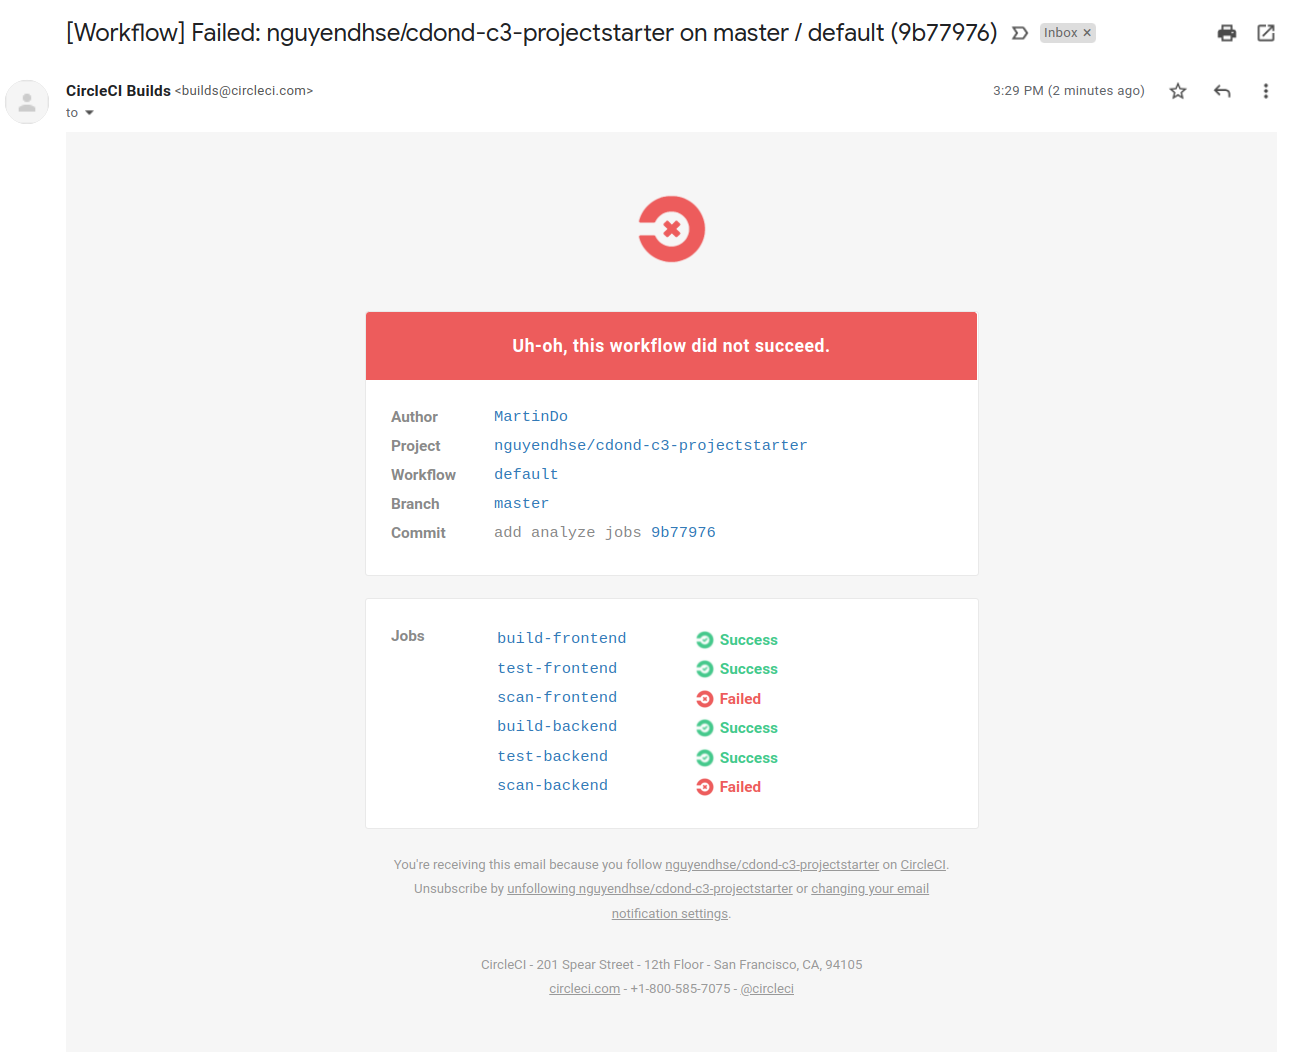 [Workflow] Failed: nguyendhse/cdond-c3-projectstarter on master / default (9b77976) Inbox ×
CircleCI Builds <builds@circleci.com> 3:29 PM (2 minutes ago)
to
Uh-oh, this workflow did not succeed.
Author MartinDo
Project nguyendhse/cdond-c3-projectstarter
Workflow default
Branch master
Commit add analyze jobs 9b77976
Jobs build-frontend Success
test-frontend Success
scan-frontend Failed
build-backend Success
test-backend Success
scan-backend Failed
You're receiving this email because you follow nguyendhse/cdond-c3-projectstarter on CircleCI.
Unsubscribe by unfollowing nguyendhse/cdond-c3-projectstarter or changing your email
notification settings.
CircleCI - 201 Spear Street - 12th Floor - San Francisco, CA, 94105
circleci.com - +1-800-585-7075 - @circleci